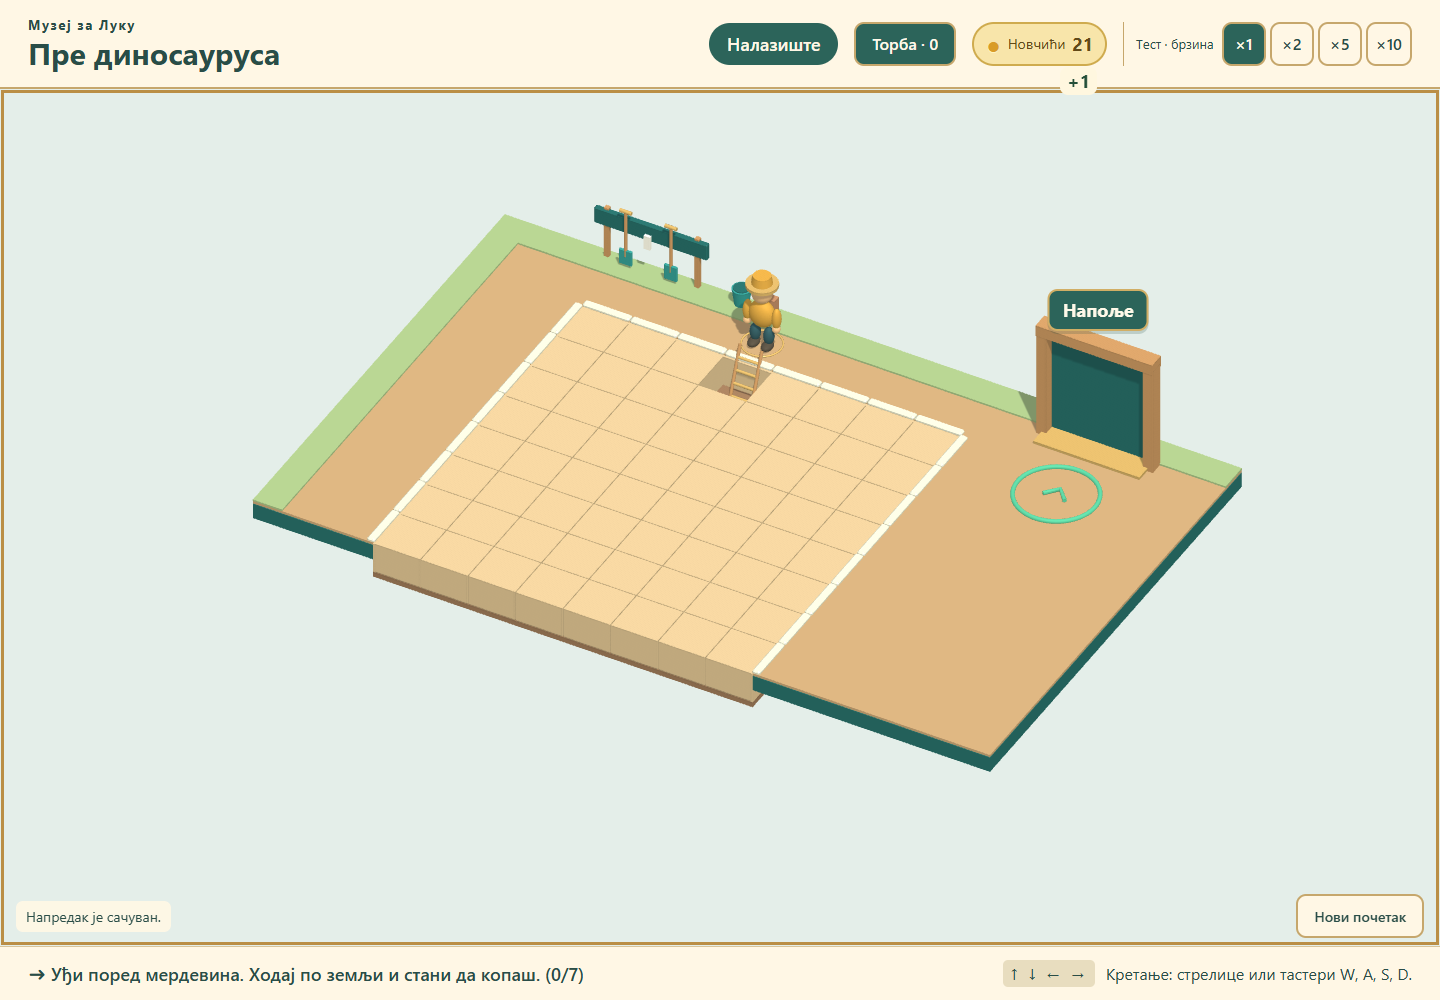 Музеј за Луку
Пре диносауруса
Налазиште
Торба · 0
Новчићи 21
Тест · брзина
×1
×2
×5
×10
+1
Напоље
Напредак је сачуван.
Нови почетак
→ Уђи поред мердевина. Ходај по земљи и стани да копаш. (0/7)
↑ ↓ ← → Кретање: стрелице или тастери W, A, S, D.